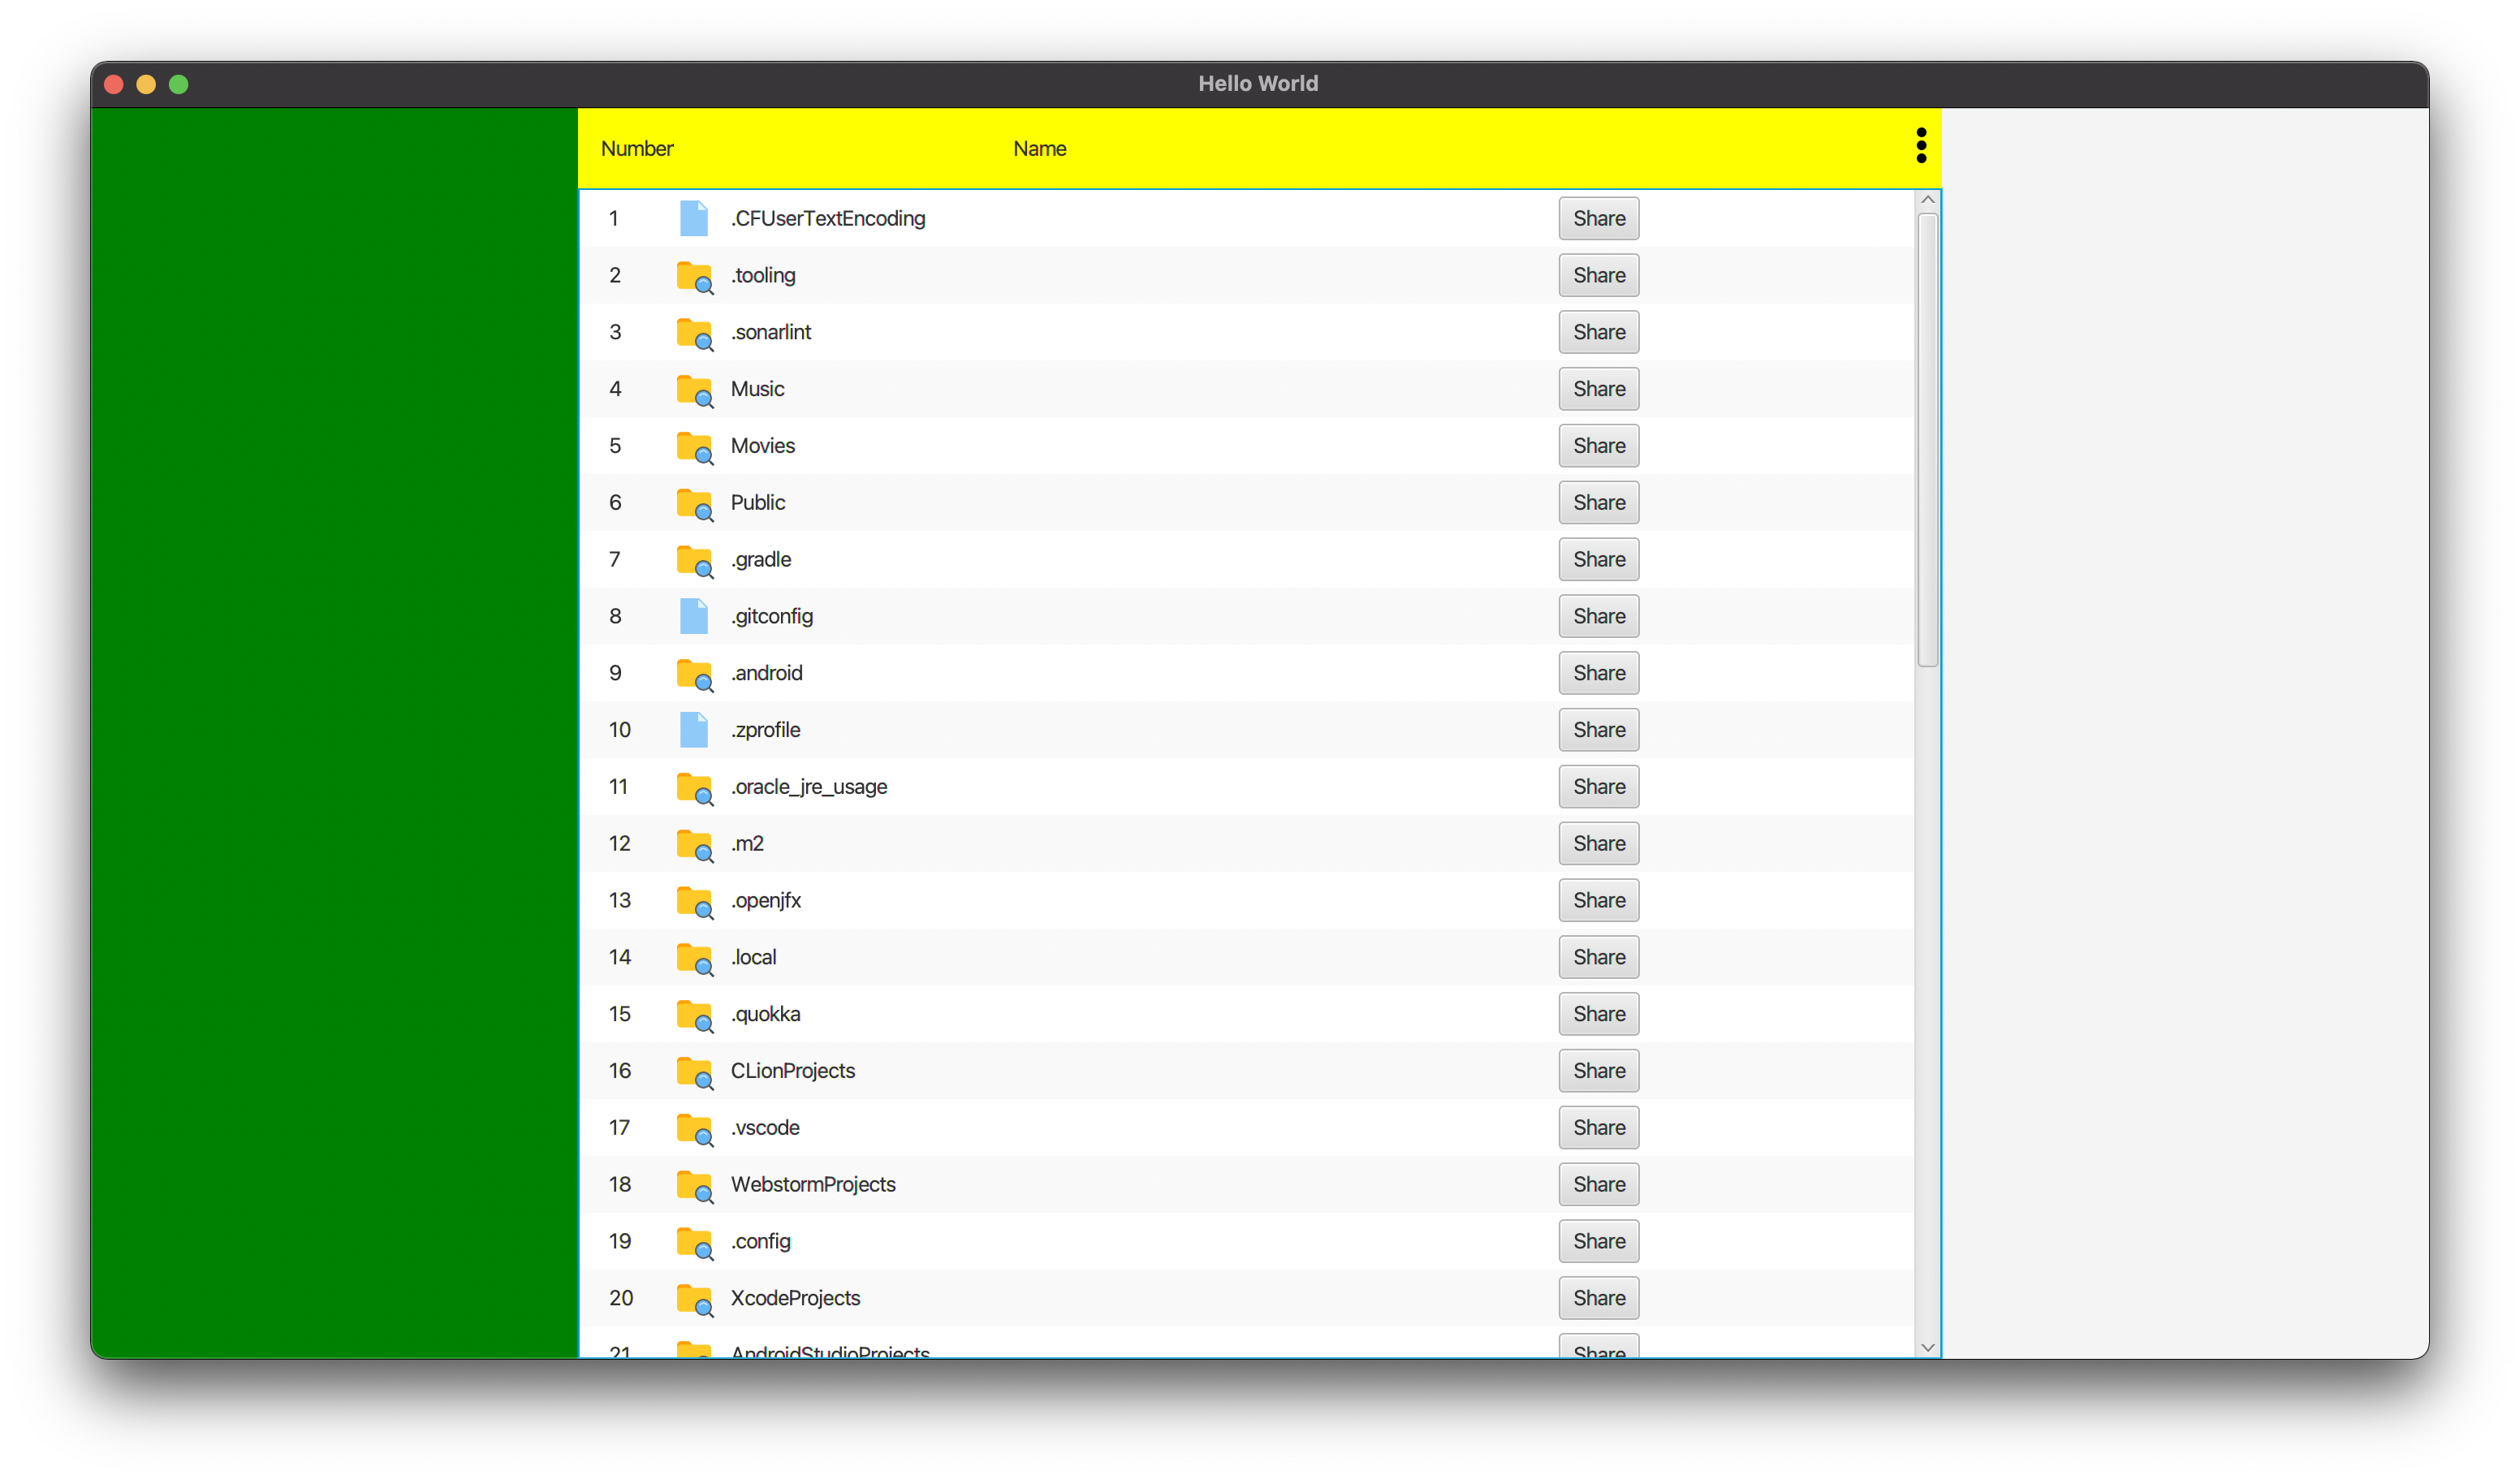 Hello World
Number Name
1 .CFUserTextEncoding Share
2 .tooling Share
3 .sonarlint Share
4 Music Share
5 Movies Share
6 Public Share
7 .gradle Share
8 .gitconfig Share
9 .android Share
10 .zprofile Share
11 .oracle_jre_usage Share
12 .m2 Share
13 .openjfx Share
14 .local Share
15 .quokka Share
16 CLionProjects Share
17 .vscode Share
18 WebstormProjects Share
19 .config Share
20 XcodeProjects Share
21 AndroidStudioProjects Share